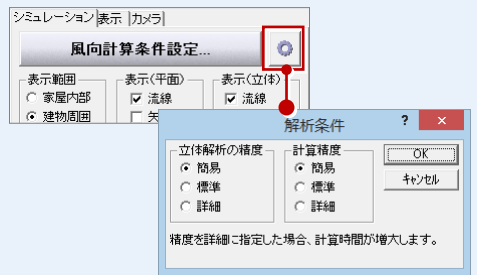 シミュレーション 表示 カメラ
風向計算条件設定...
表示範囲 表示(平面) 表示(立体)
家屋内部 流線 流線
建物周囲
解析条件 ? ×
立体解析の精度 計算精度 OK
簡易 簡易 キャンセル
標準 標準
詳細 詳細
精度を詳細に指定した場合、計算時間が増大します。